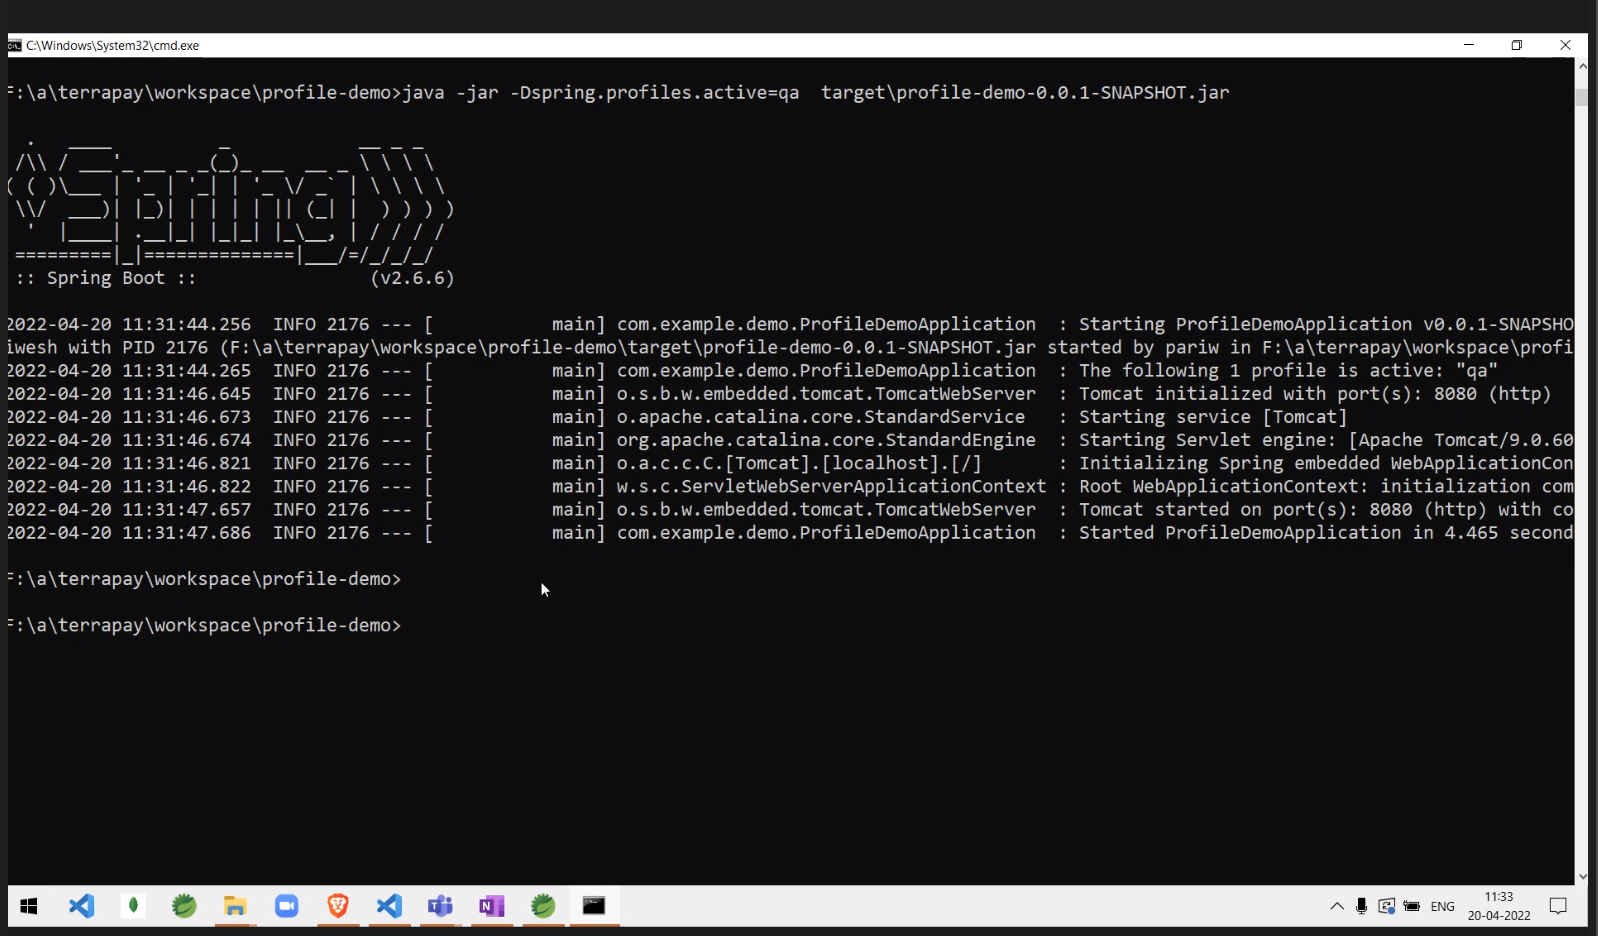 C:\Windows\System32\cmd.exe
F:\a\terrapay\workspace\profile-demo>java -jar -Dspring.profiles.active=qa  target\profile-demo-0.0.1-SNAPSHOT.jar
:: Spring Boot ::                (v2.6.6)
2022-04-20 11:31:44.256  INFO 2176 --- [           main] com.example.demo.ProfileDemoApplication  : Starting ProfileDemoApplication v0.0.1-SNAPSHO
iwesh with PID 2176 (F:\a\terrapay\workspace\profile-demo\target\profile-demo-0.0.1-SNAPSHOT.jar started by pariw in F:\a\terrapay\workspace\profi
2022-04-20 11:31:44.265  INFO 2176 --- [           main] com.example.demo.ProfileDemoApplication  : The following 1 profile is active: "qa"
2022-04-20 11:31:46.645  INFO 2176 --- [           main] o.s.b.w.embedded.tomcat.TomcatWebServer  : Tomcat initialized with port(s): 8080 (http)
2022-04-20 11:31:46.673  INFO 2176 --- [           main] o.apache.catalina.core.StandardService   : Starting service [Tomcat]
2022-04-20 11:31:46.674  INFO 2176 --- [           main] org.apache.catalina.core.StandardEngine  : Starting Servlet engine: [Apache Tomcat/9.0.60
2022-04-20 11:31:46.821  INFO 2176 --- [           main] o.a.c.c.C.[Tomcat].[localhost].[/]       : Initializing Spring embedded WebApplicationCon
2022-04-20 11:31:46.822  INFO 2176 --- [           main] w.s.c.ServletWebServerApplicationContext : Root WebApplicationContext: initialization com
2022-04-20 11:31:47.657  INFO 2176 --- [           main] o.s.b.w.embedded.tomcat.TomcatWebServer  : Tomcat started on port(s): 8080 (http) with co
2022-04-20 11:31:47.686  INFO 2176 --- [           main] com.example.demo.ProfileDemoApplication  : Started ProfileDemoApplication in 4.465 second
F:\a\terrapay\workspace\profile-demo>
F:\a\terrapay\workspace\profile-demo>
ENG
11:33
20-04-2022